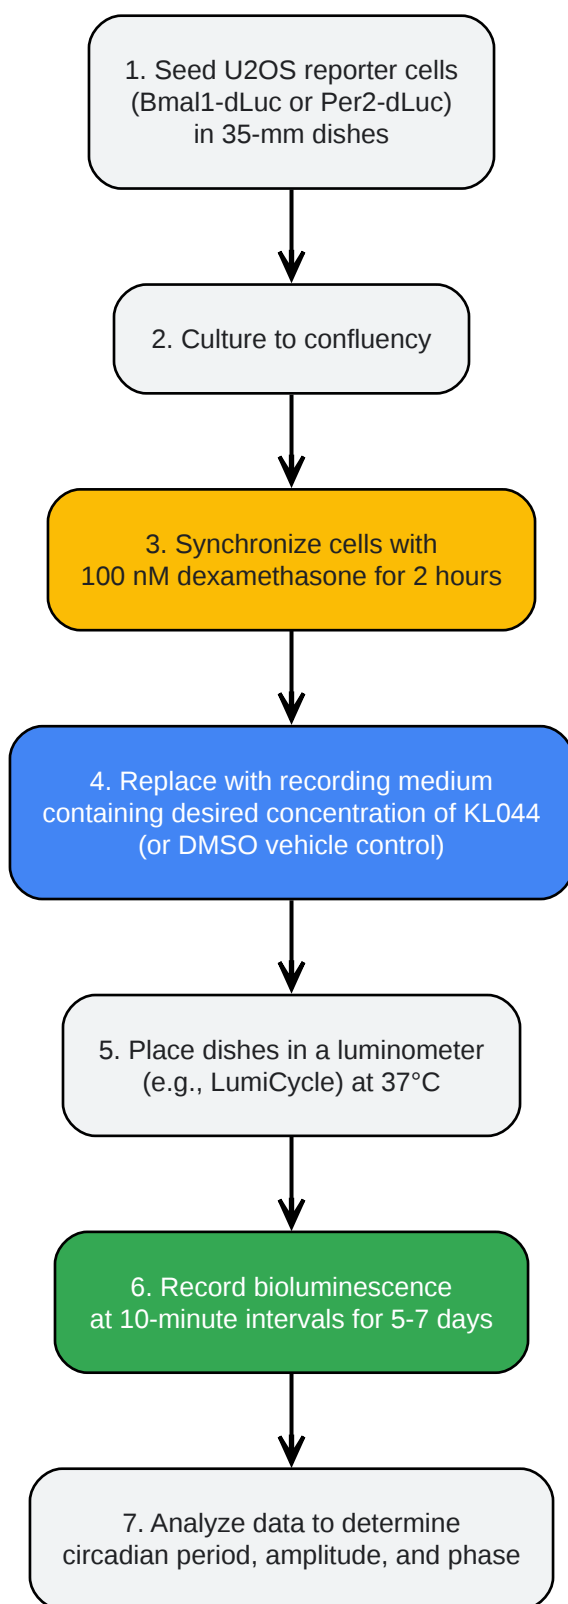 1. Seed U2OS reporter cells
(Bmal1-dLuc or Per2-dLuc)
in 35-mm dishes
2. Culture to confluency
3. Synchronize cells with
100 nM dexamethasone for 2 hours
4. Replace with recording medium
containing desired concentration of KL044
(or DMSO vehicle control)
5. Place dishes in a luminometer
(e.g., LumiCycle) at 37°C
6. Record bioluminescence
at 10-minute intervals for 5-7 days
7. Analyze data to determine
circadian period, amplitude, and phase